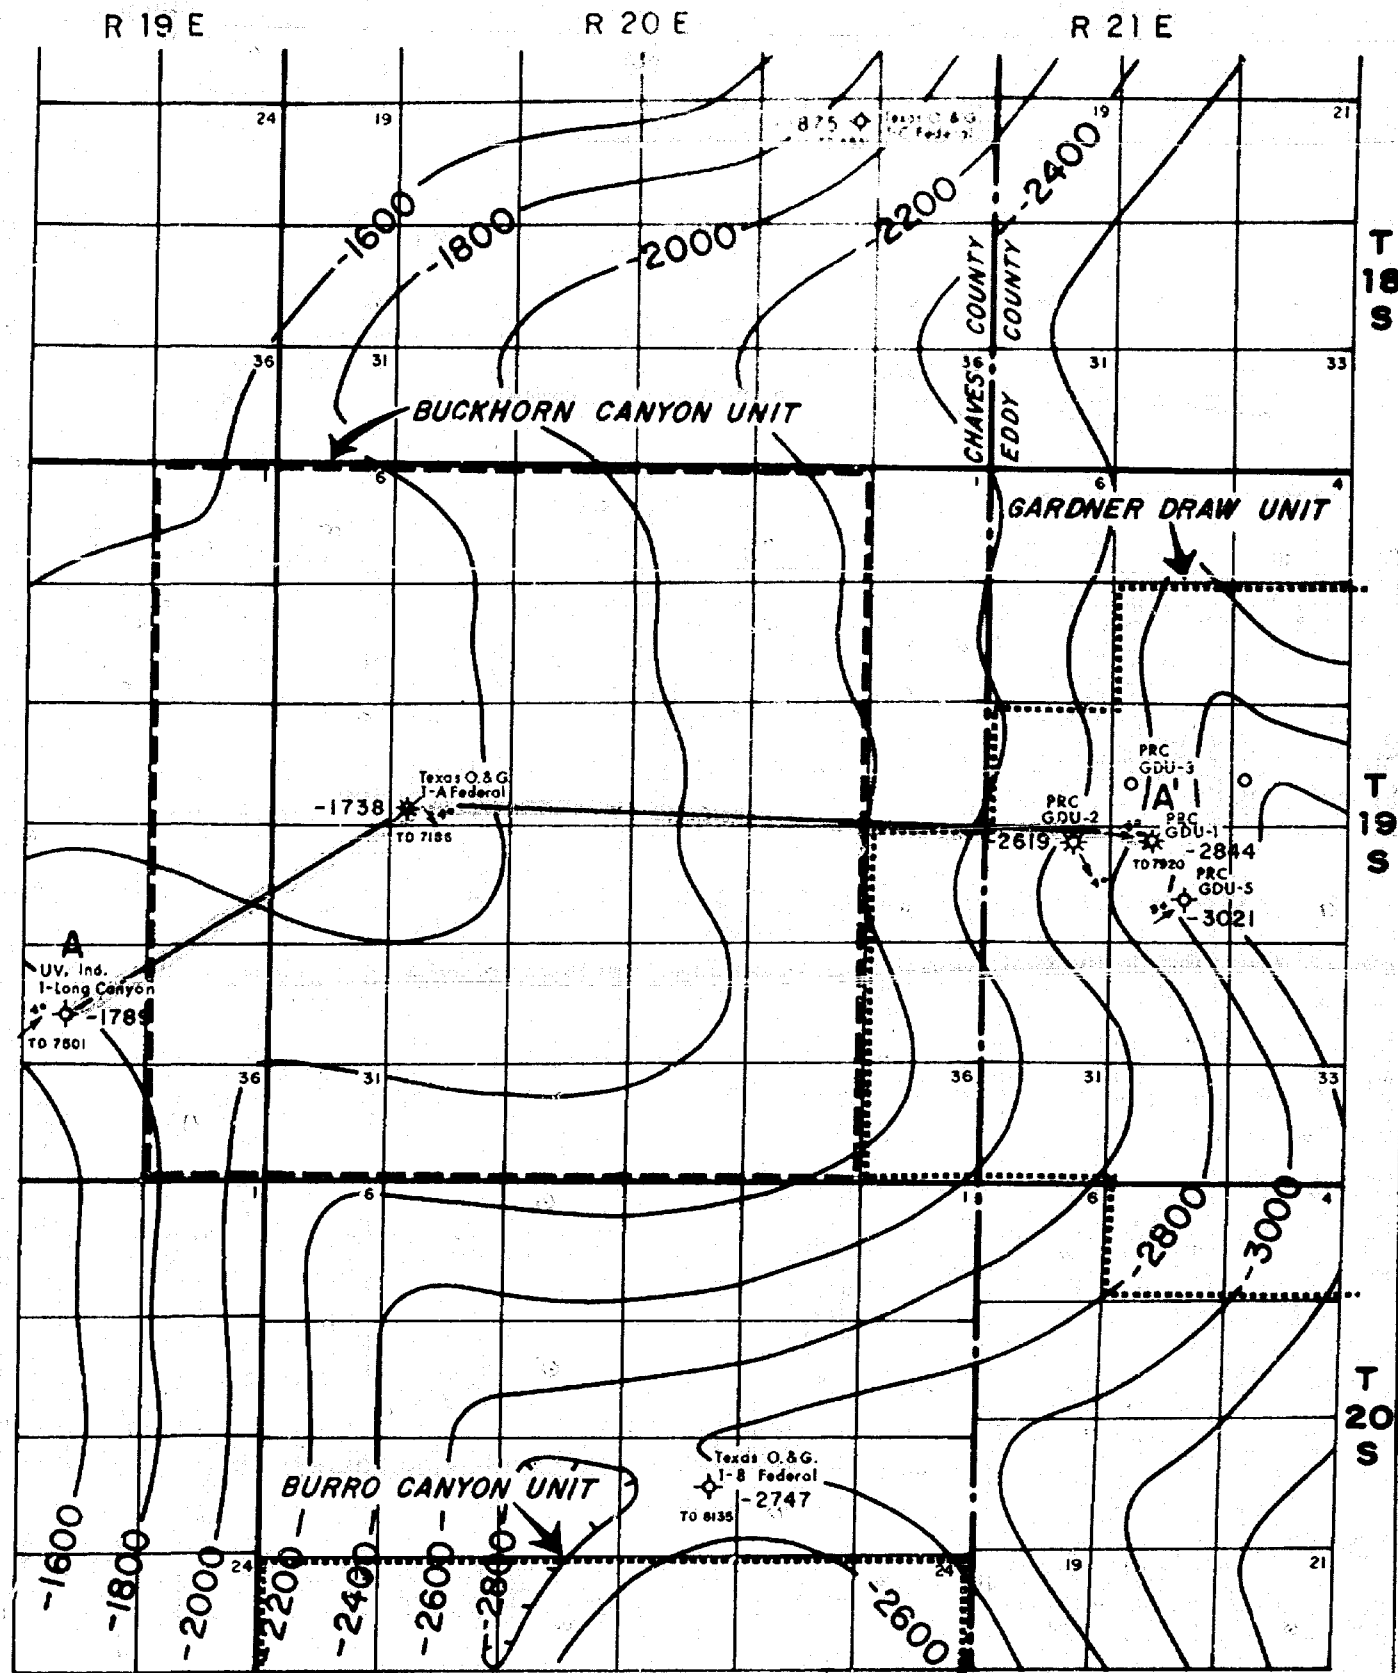 R 19 E
R 20 E
R 21 E
24
19
875
Texas O. & G.
Federal
19
21
-1600
-1800
-2000
-2200
-2400
T
18
S
CHAVES COUNTY
EDDY COUNTY
36
31
36
31
33
BUCKHORN CANYON UNIT
6
6
4
GARDNER DRAW UNIT
Texas O.&G.
1-A Federal
-1738
4°
TD 7186
PRC
GDU-3
A'
PRC
GDU-2
-2619
4°
PRC
GDU-1
-2844
TD 7920
PRC
GDU-5
-3021
T
19
S
A
UV. Ind.
1-Long Canyon
4°
-1789
TD 7501
36
31
36
31
33
1
6
1
6
4
-2800
-3000
T
20
S
Texas O.&G.
1-8 Federal
-2747
TD 8135
BURRO CANYON UNIT
24
24
19
21
-1600
-1800
-2000
-2200
-2400
-2600
-2800
-2600